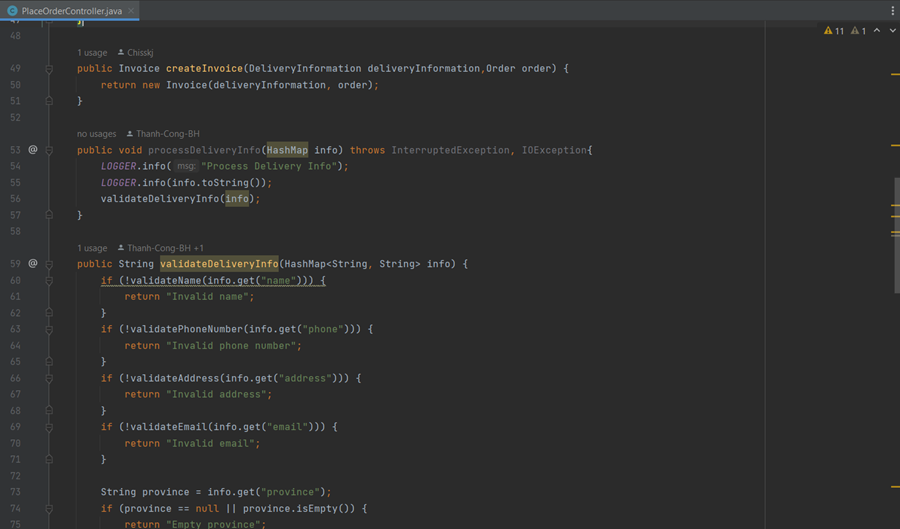 PlaceOrderController.java
11 1
47 }
48
1 usage Chisskj
49 public Invoice createInvoice(DeliveryInformation deliveryInformation,Order order) {
50 return new Invoice(deliveryInformation, order);
51 }
52
no usages Thanh-Cong-BH
53 @ public void processDeliveryInfo(HashMap info) throws InterruptedException, IOException{
54 LOGGER.info( msg: "Process Delivery Info");
55 LOGGER.info(info.toString());
56 validateDeliveryInfo(info);
57 }
58
1 usage Thanh-Cong-BH +1
59 @ public String validateDeliveryInfo(HashMap<String, String> info) {
60 if (!validateName(info.get("name"))) {
61 return "Invalid name";
62 }
63 if (!validatePhoneNumber(info.get("phone"))) {
64 return "Invalid phone number";
65 }
66 if (!validateAddress(info.get("address"))) {
67 return "Invalid address";
68 }
69 if (!validateEmail(info.get("email"))) {
70 return "Invalid email";
71 }
72
73 String province = info.get("province");
74 if (province == null || province.isEmpty()) {
75 return "Empty province";